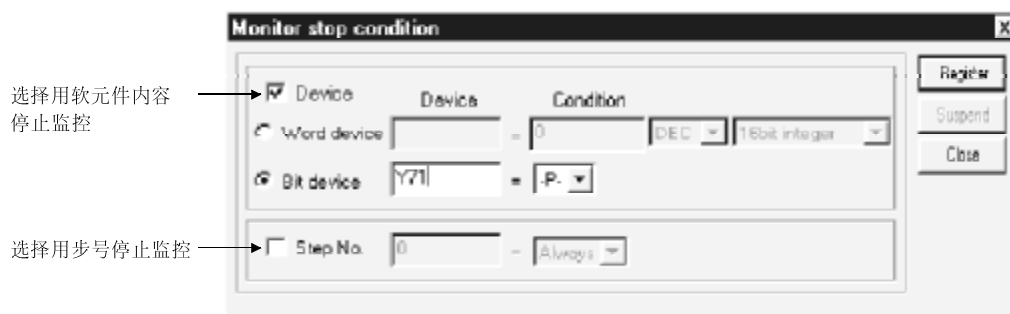 Monitor stop condition
X
选择用软元件内容
停止监控
Device
Device
Condition
Register
Word device
=
0
DEC
16bit integer
Suspend
Bit device
Y71
=
-P-
Close
选择用步号停止监控
Step No.
0
=
Always